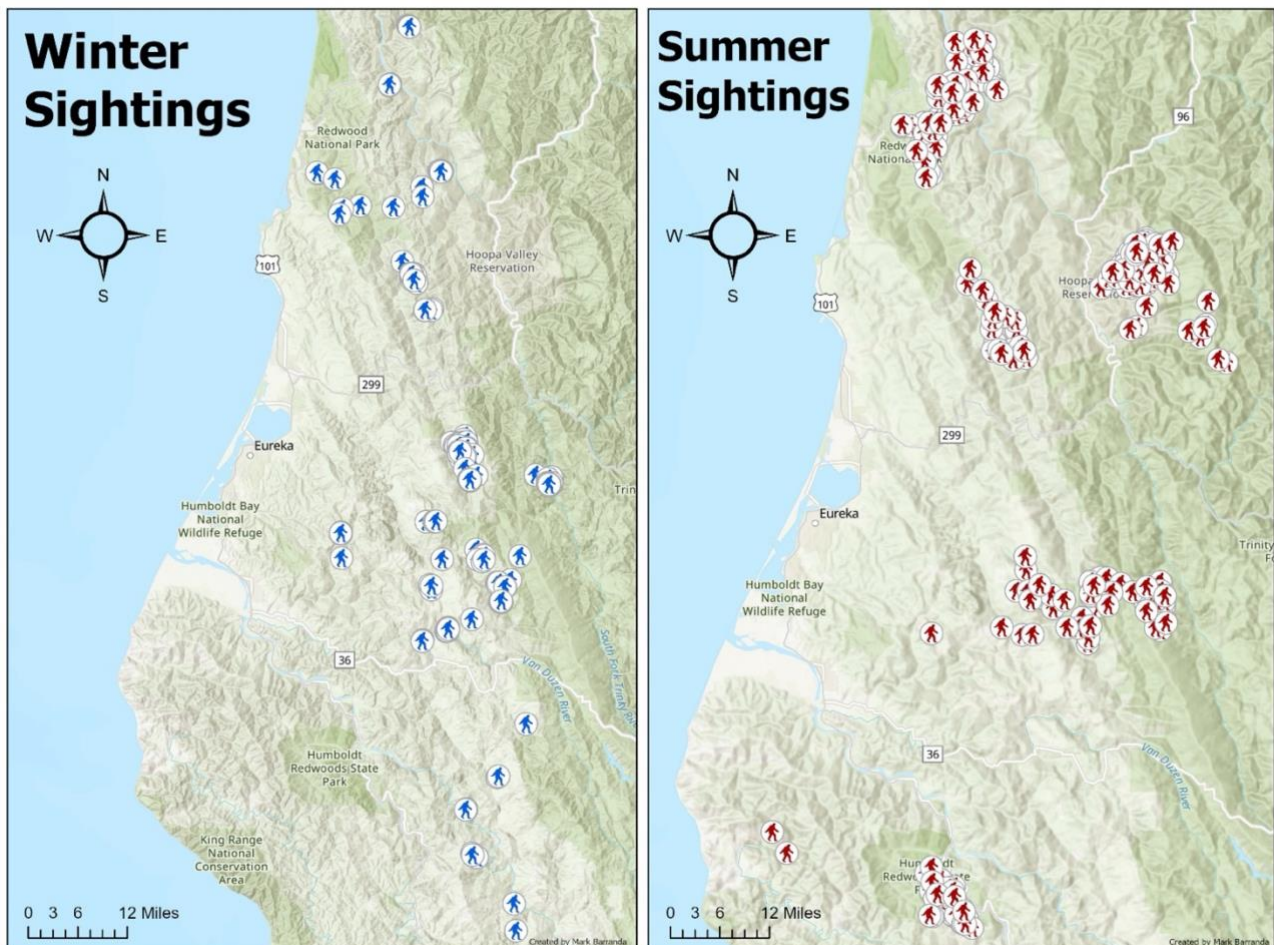 Winter
Sightings
N
W
E
S
Redwood
National Park
101
Hoopa Valley
Reservation
299
Eureka
Humboldt Bay
National
Wildlife Refuge
36
Van Duzen River
South Fork Trinity
Humboldt
Redwoods State
Park
King Range
National
Conservation
Area
0 3 6 12 Miles
Created by Mark Barranda
Summer
Sightings
N
W
E
S
96
101
299
Eureka
Humboldt Bay
National
Wildlife Refuge
Trinity
36
Van Duzen River
0 3 6 12 Miles
Created by Mark Barranda